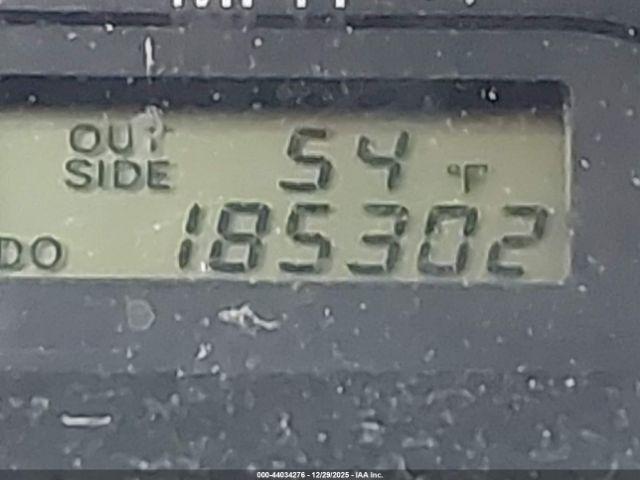 OUT 54 °F
SIDE
DO 185302
000-44034276 - 12/29/2025 - IAA Inc.